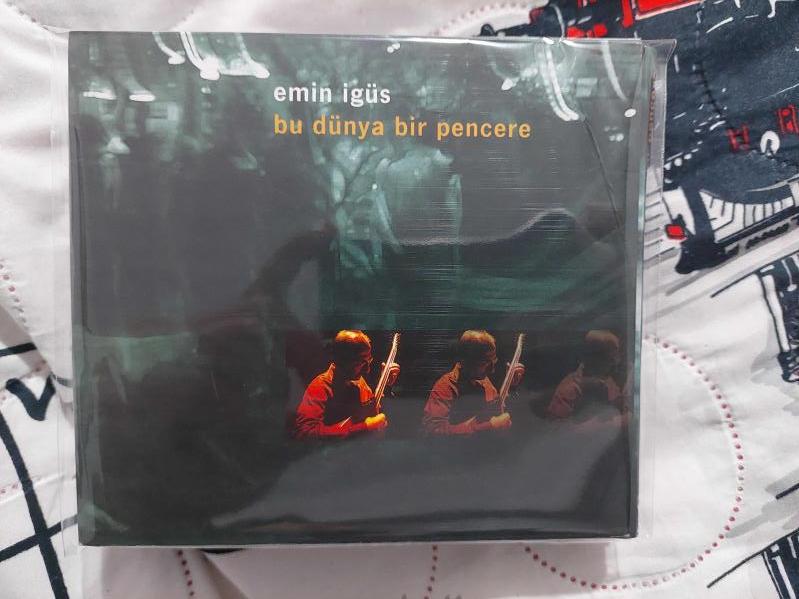 emin igüs
bu dünya bir pencere